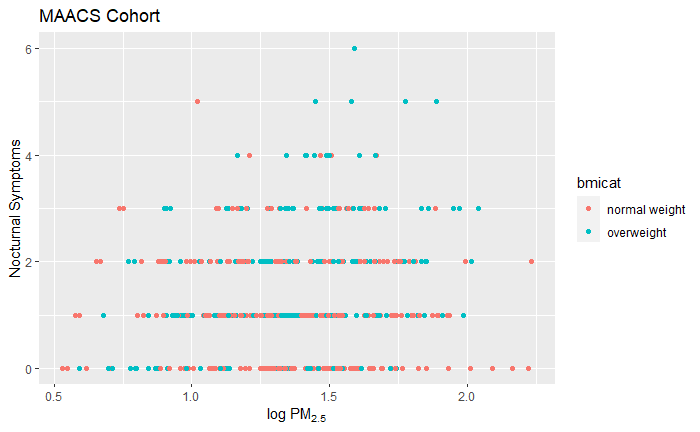 MAACS Cohort
Nocturnal Symptoms
6
4
2
0
0.5
1.0
1.5
2.0
log PM2.5
bmicat
normal weight
overweight